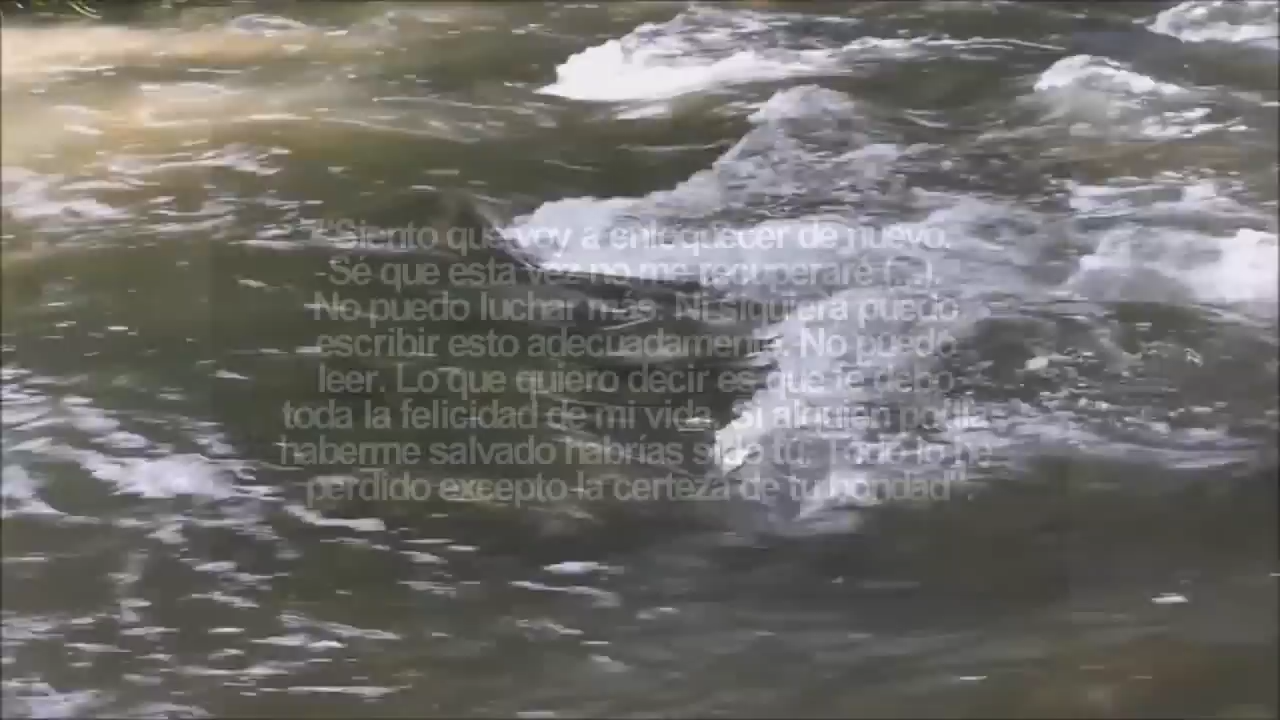 "Siento que voy a enloquecer de nuevo.
Sé que esta vez no me recuperaré (...).
No puedo luchar más. Ni siquiera puedo
escribir esto adecuadamente. No puedo
leer. Lo que quiero decir es que te debo
toda la felicidad de mi vida. Si alguien podía
haberme salvado habrías sido tú. Todo lo he
perdido excepto la certeza de tu bondad